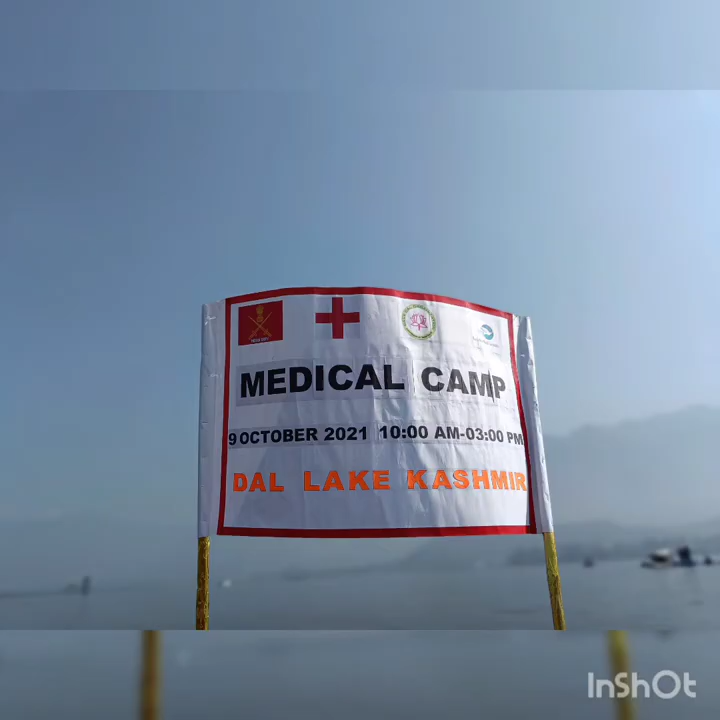 MEDICAL CAMP
9 OCTOBER 2021 10:00 AM-03:00 PM
DAL LAKE KASHMIR
InShOt